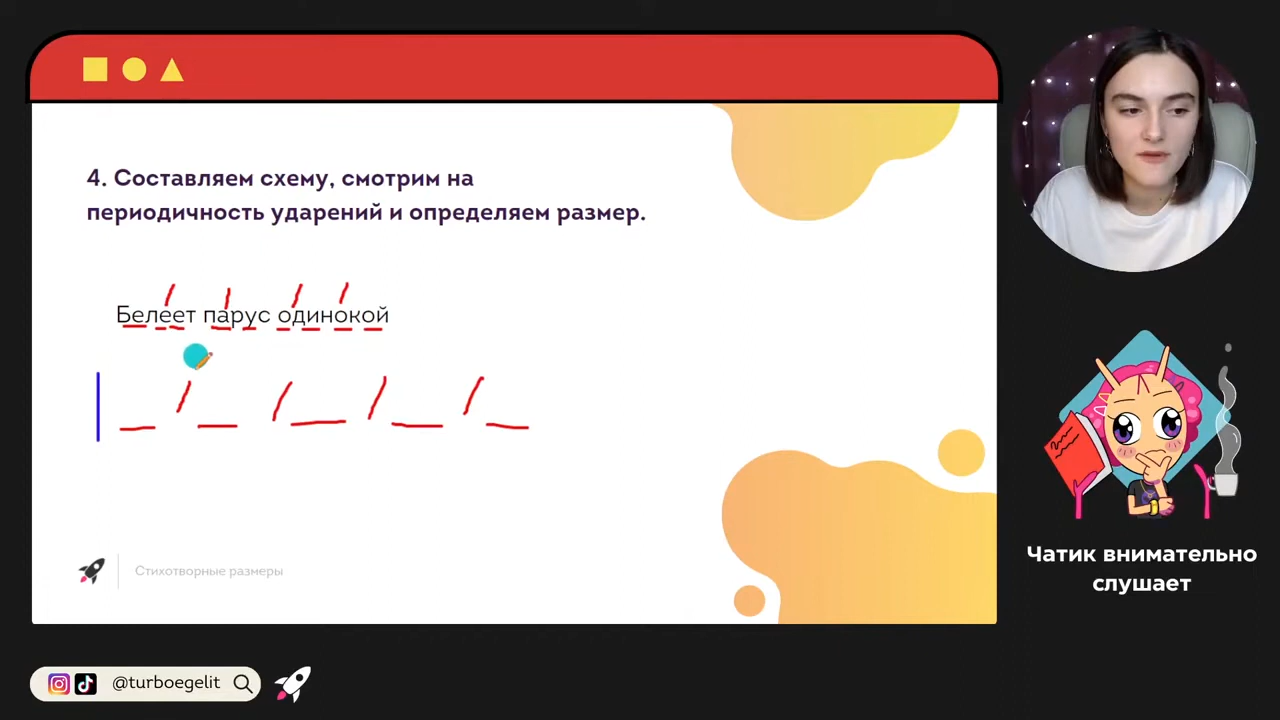 4. Составляем схему, смотрим на
периодичность ударений и определяем размер.
Белеет парус одинокой
Стихотворные размеры
Чатик внимательно
слушает
@turboegelit